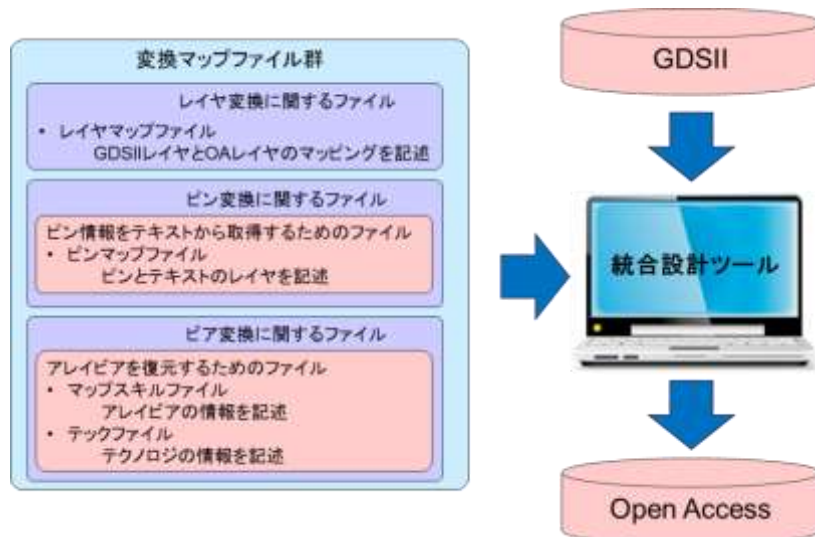 変換マップファイル群
レイヤ変換に関するファイル
• レイヤマップファイル
GDSIIレイヤとOAレイヤのマッピングを記述
ピン変換に関するファイル
ピン情報をテキストから取得するためのファイル
• ピンマップファイル
ピンとテキストのレイヤを記述
ビア変換に関するファイル
アレイビアを復元するためのファイル
• マップスキルファイル
アレイビアの情報を記述
• テックファイル
テクノロジの情報を記述
GDSII
統合設計ツール
Open Access